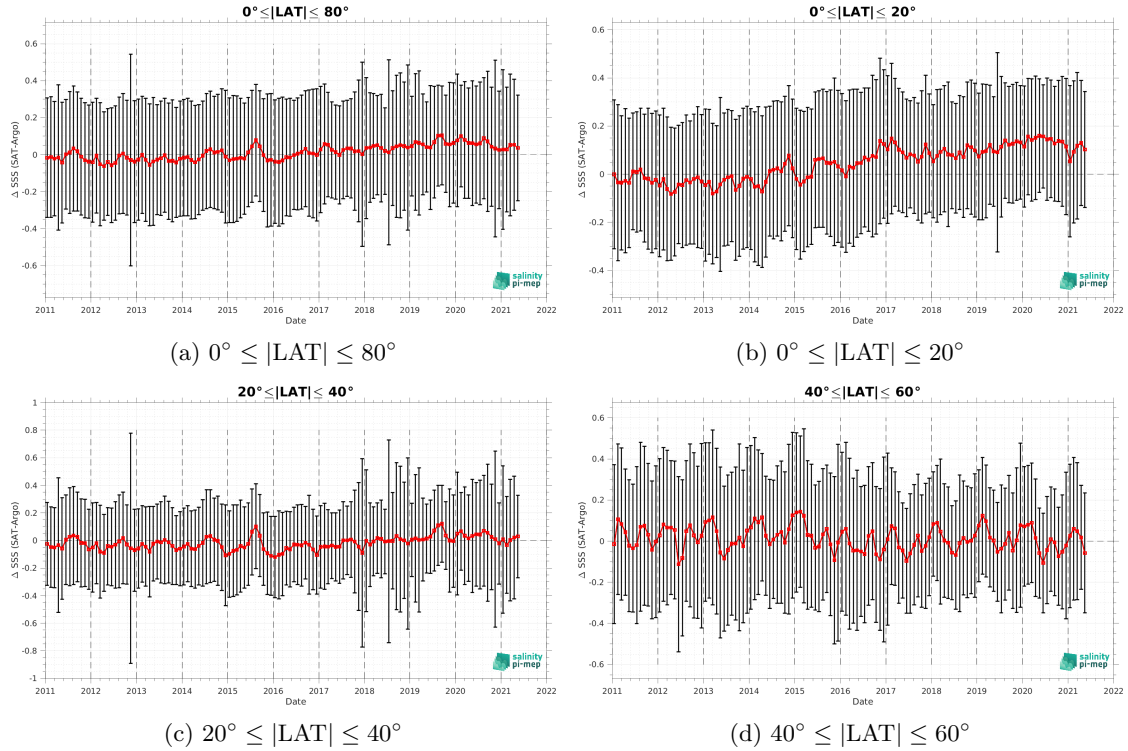 0°≤|LAT|≤ 80°
Δ SSS (SAT-Argo)
0.6
0.4
0.2
0
-0.2
-0.4
-0.6
2011 2012 2013 2014 2015 2016 2017 2018 2019 2020 2021 2022
Date
salinity
pi-mep
(a) 0° ≤ |LAT| ≤ 80°
0°≤|LAT|≤ 20°
Δ SSS (SAT-Argo)
0.6
0.4
0.2
0
-0.2
-0.4
2011 2012 2013 2014 2015 2016 2017 2018 2019 2020 2021 2022
Date
salinity
pi-mep
(b) 0° ≤ |LAT| ≤ 20°
20°≤|LAT|≤ 40°
Δ SSS (SAT-Argo)
1
0.8
0.6
0.4
0.2
0
-0.2
-0.4
-0.6
-0.8
-1
2011 2012 2013 2014 2015 2016 2017 2018 2019 2020 2021 2022
Date
salinity
pi-mep
(c) 20° ≤ |LAT| ≤ 40°
40°≤|LAT|≤ 60°
Δ SSS (SAT-Argo)
0.6
0.4
0.2
0
-0.2
-0.4
-0.6
2011 2012 2013 2014 2015 2016 2017 2018 2019 2020 2021 2022
Date
salinity
pi-mep
(d) 40° ≤ |LAT| ≤ 60°